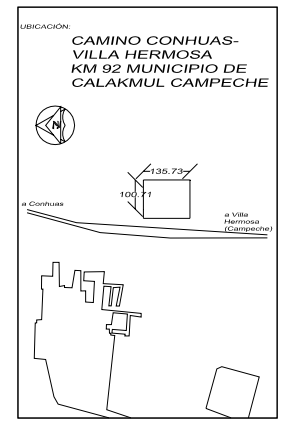 UBICACIÓN:
CAMINO CONHUAS-
VILLA HERMOSA
KM 92 MUNICIPIO DE
CALAKMUL CAMPECHE
N
135.73
100.71
a Conhuas
a Villa
Hermosa
(Campeche)